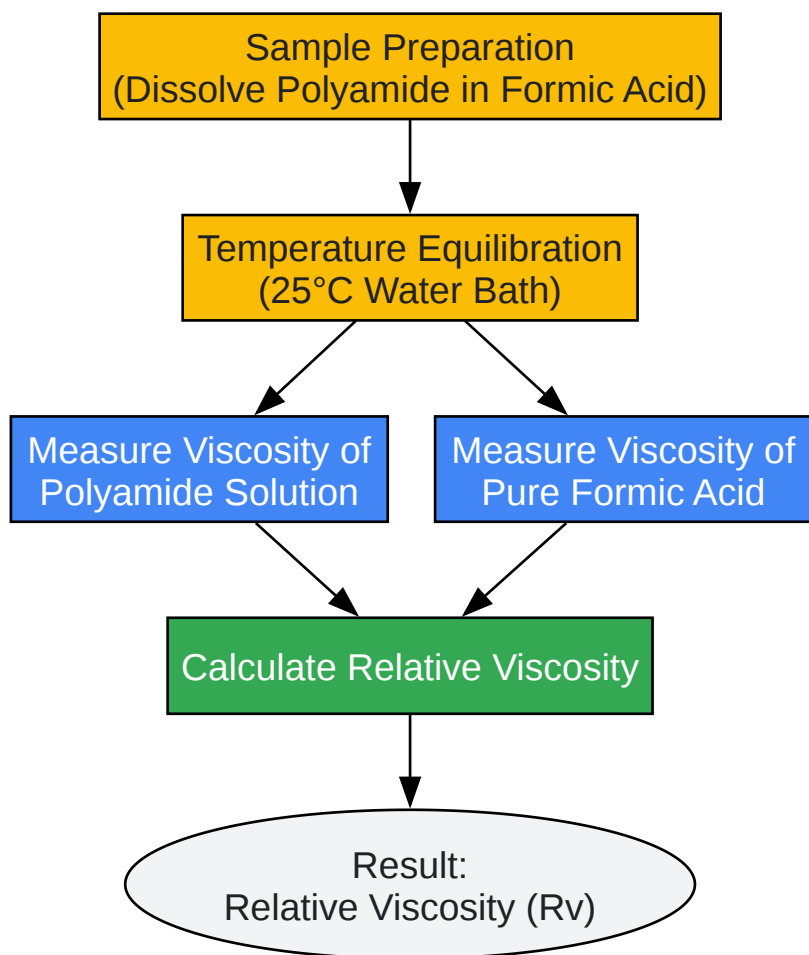 Sample Preparation
(Dissolve Polyamide in Formic Acid)
Temperature Equilibration
(25°C Water Bath)
Measure Viscosity of
Polyamide Solution
Measure Viscosity of
Pure Formic Acid
Calculate Relative Viscosity
Result:
Relative Viscosity (Rv)